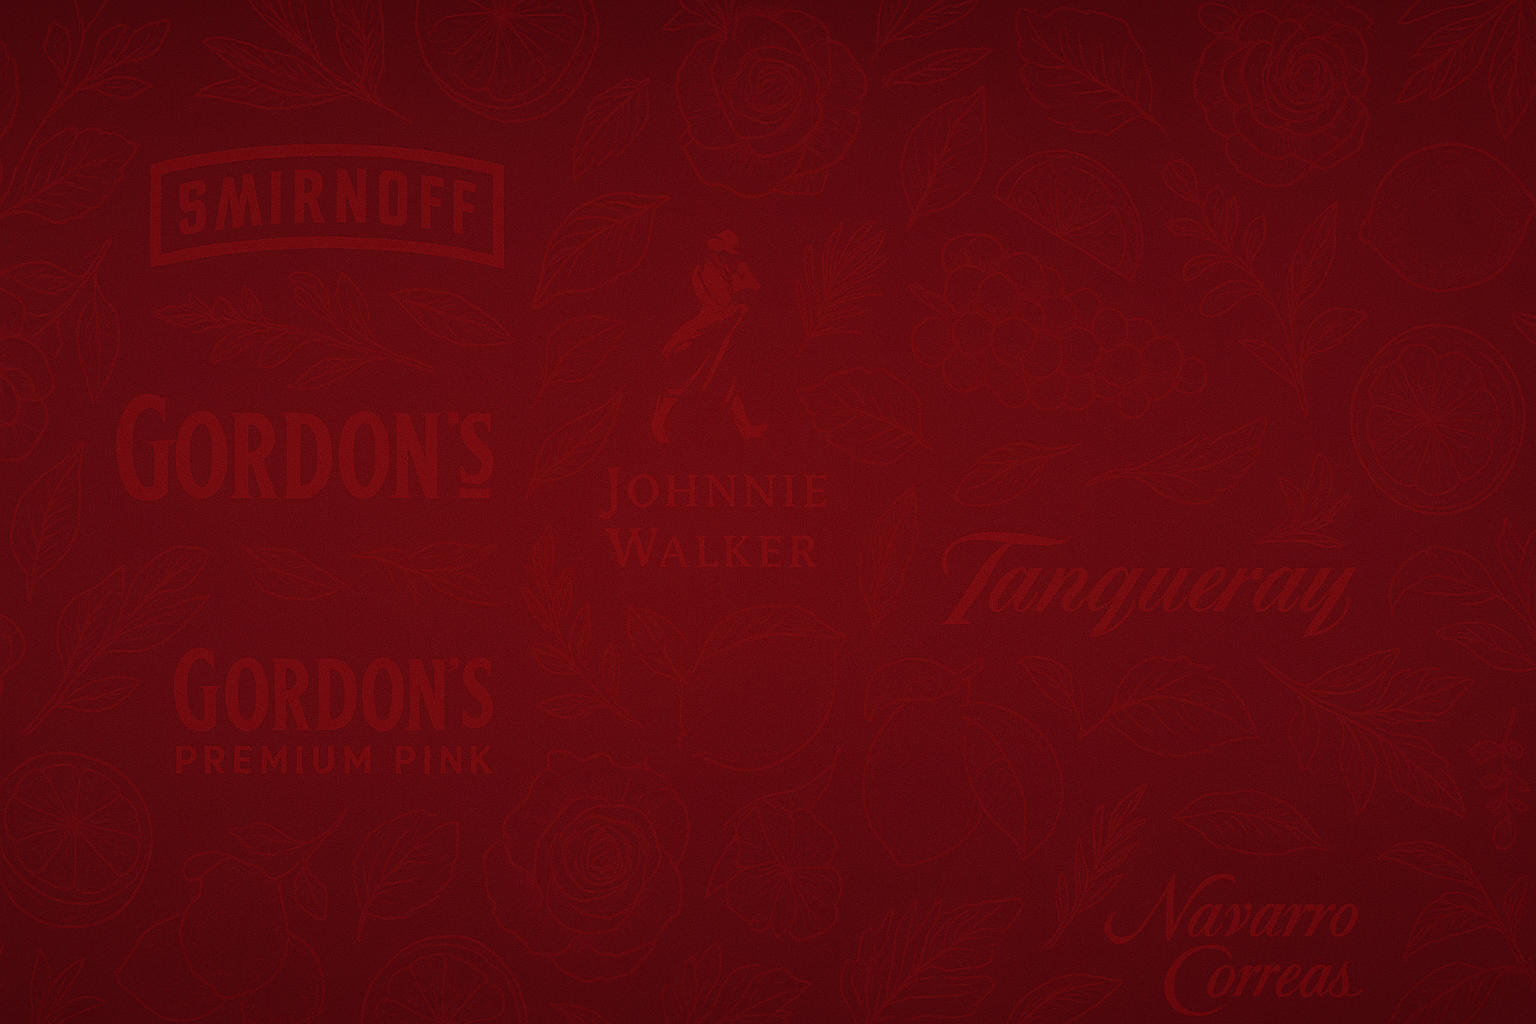 SMIRNOFF
GORDON'S
JOHNNIE
WALKER
Tanqueray
GORDON'S
PREMIUM PINK
Navarro
Correas